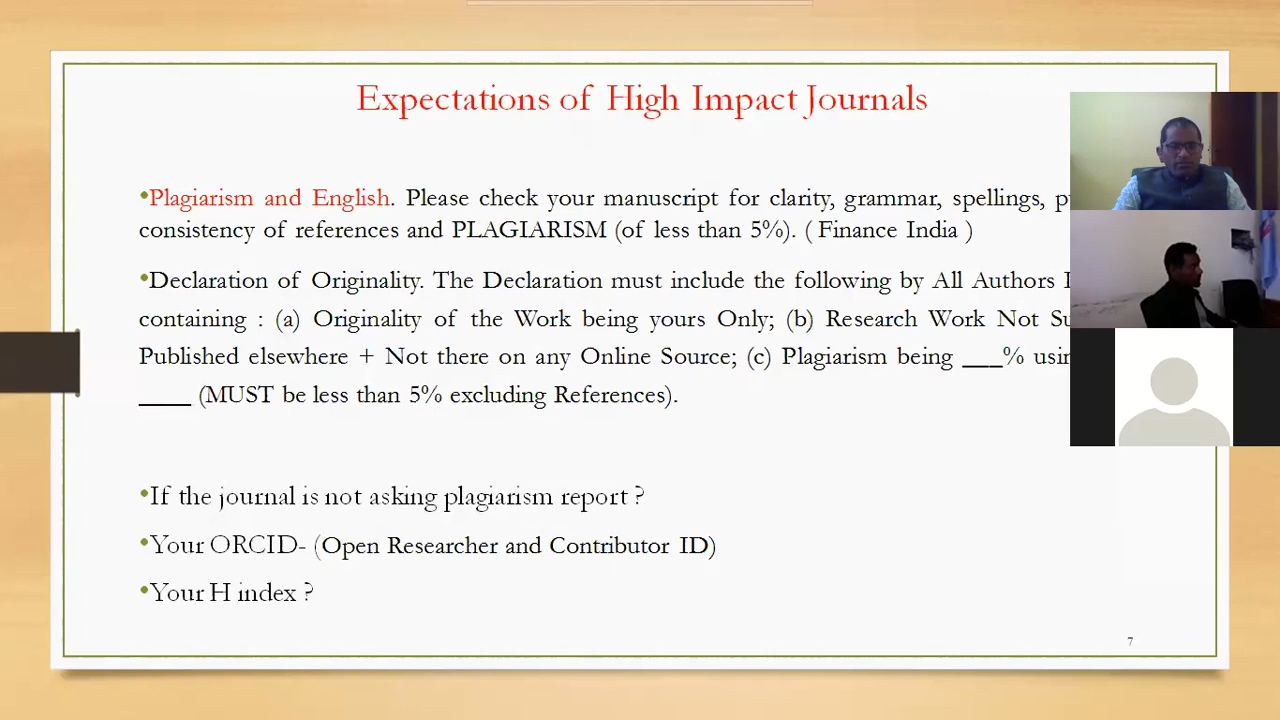 Expectations of High Impact Journals
•Plagiarism and English. Please check your manuscript for clarity, grammar, spellings,
consistency of references and PLAGIARISM (of less than 5%). ( Finance India )
•Declaration of Originality. The Declaration must include the following by All Authors
containing : (a) Originality of the Work being yours Only; (b) Research Work Not
Published elsewhere + Not there on any Online Source; (c) Plagiarism being ___%
____ (MUST be less than 5% excluding References).
•If the journal is not asking plagiarism report ?
•Your ORCID- (Open Researcher and Contributor ID)
•Your H index ?
7